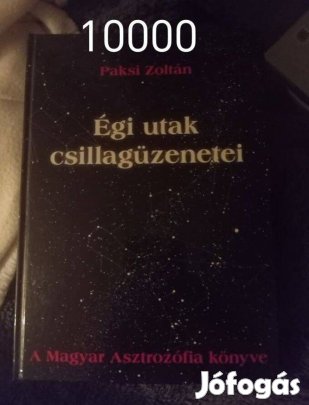 10000
Paksi Zoltán
Égi utak
csillagüzenetei
A Magyar Asztrozófia könyve
Jófogás